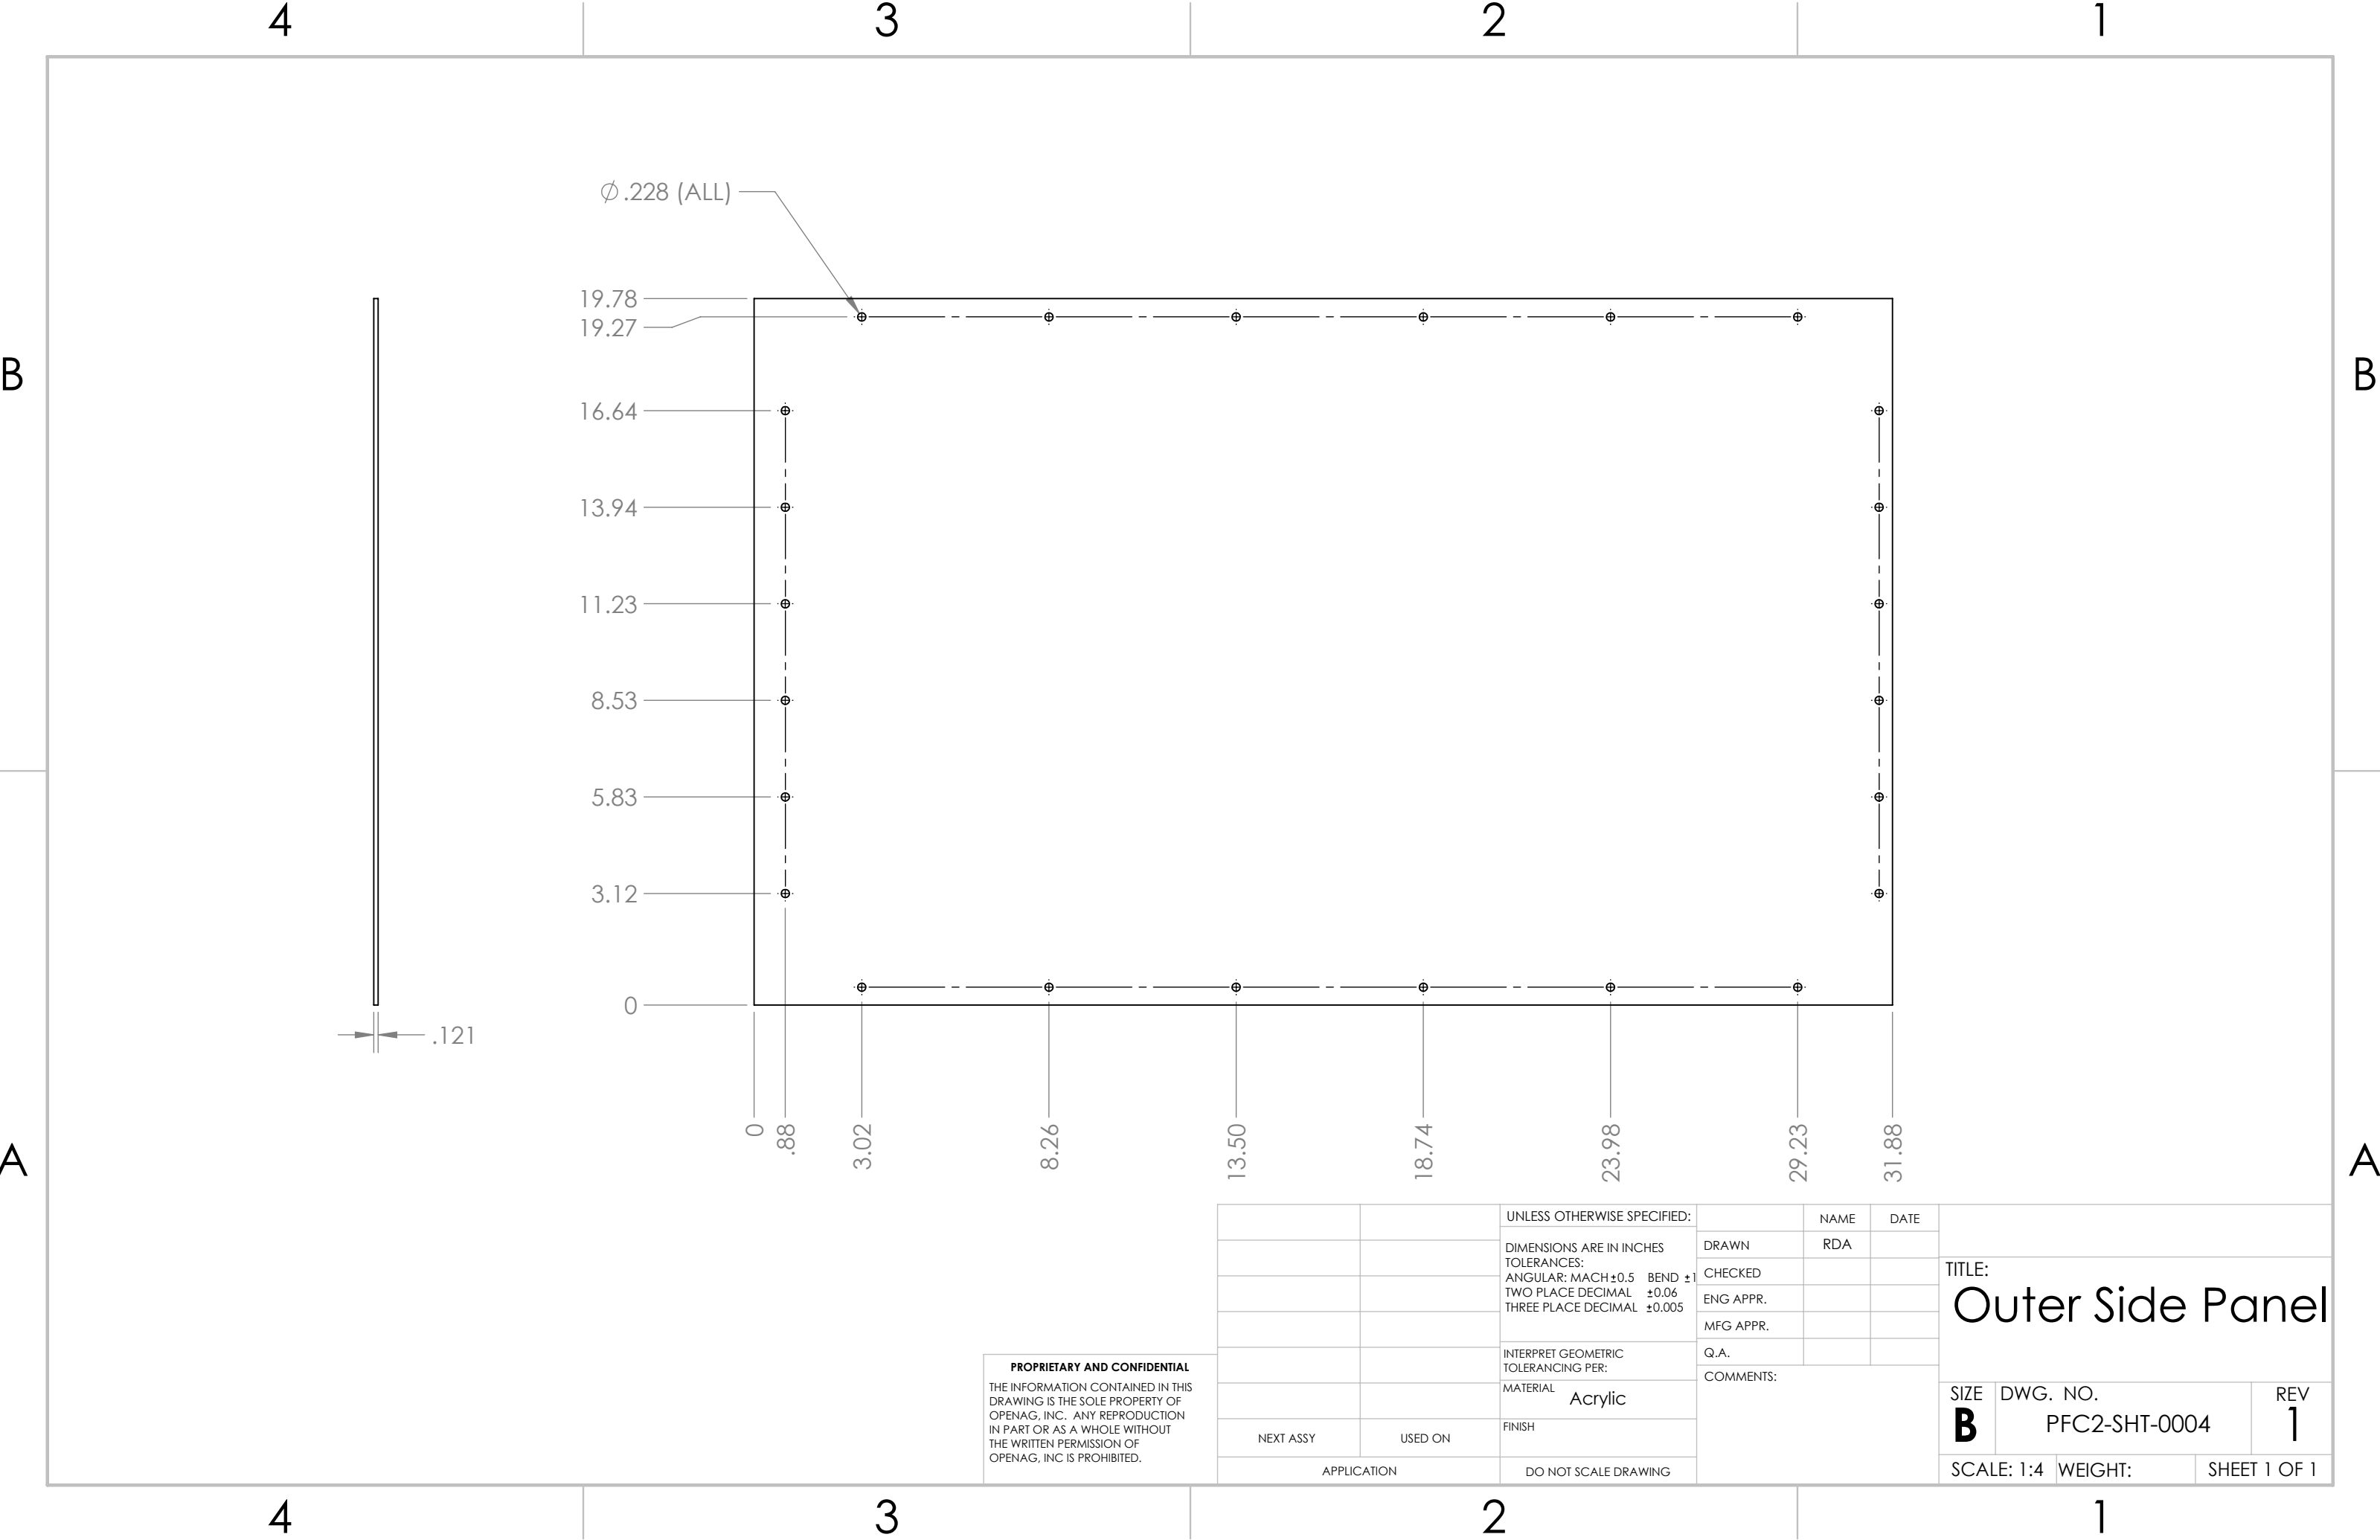 4 3 2 1
⌀.228 (ALL)
19.78
19.27
B B
16.64
13.94
11.23
8.53
5.83
3.12
0
.121
0 .88 3.02 8.26 13.50 18.74 23.98 29.23 31.88
A A
UNLESS OTHERWISE SPECIFIED:
DIMENSIONS ARE IN INCHES
TOLERANCES:
ANGULAR: MACH±0.5 BEND ±1
TWO PLACE DECIMAL ±0.06
THREE PLACE DECIMAL ±0.005
INTERPRET GEOMETRIC
TOLERANCING PER:
MATERIAL
Acrylic
FINISH
DO NOT SCALE DRAWING
NAME DATE
DRAWN RDA
CHECKED
ENG APPR.
MFG APPR.
Q.A.
COMMENTS:
TITLE:
Outer Side Panel
SIZE DWG. NO. REV
B PFC2-SHT-0004 1
SCALE: 1:4 WEIGHT: SHEET 1 OF 1
PROPRIETARY AND CONFIDENTIAL
THE INFORMATION CONTAINED IN THIS
DRAWING IS THE SOLE PROPERTY OF
OPENAG, INC. ANY REPRODUCTION
IN PART OR AS A WHOLE WITHOUT
THE WRITTEN PERMISSION OF
OPENAG, INC IS PROHIBITED.
NEXT ASSY USED ON
APPLICATION
4 3 2 1